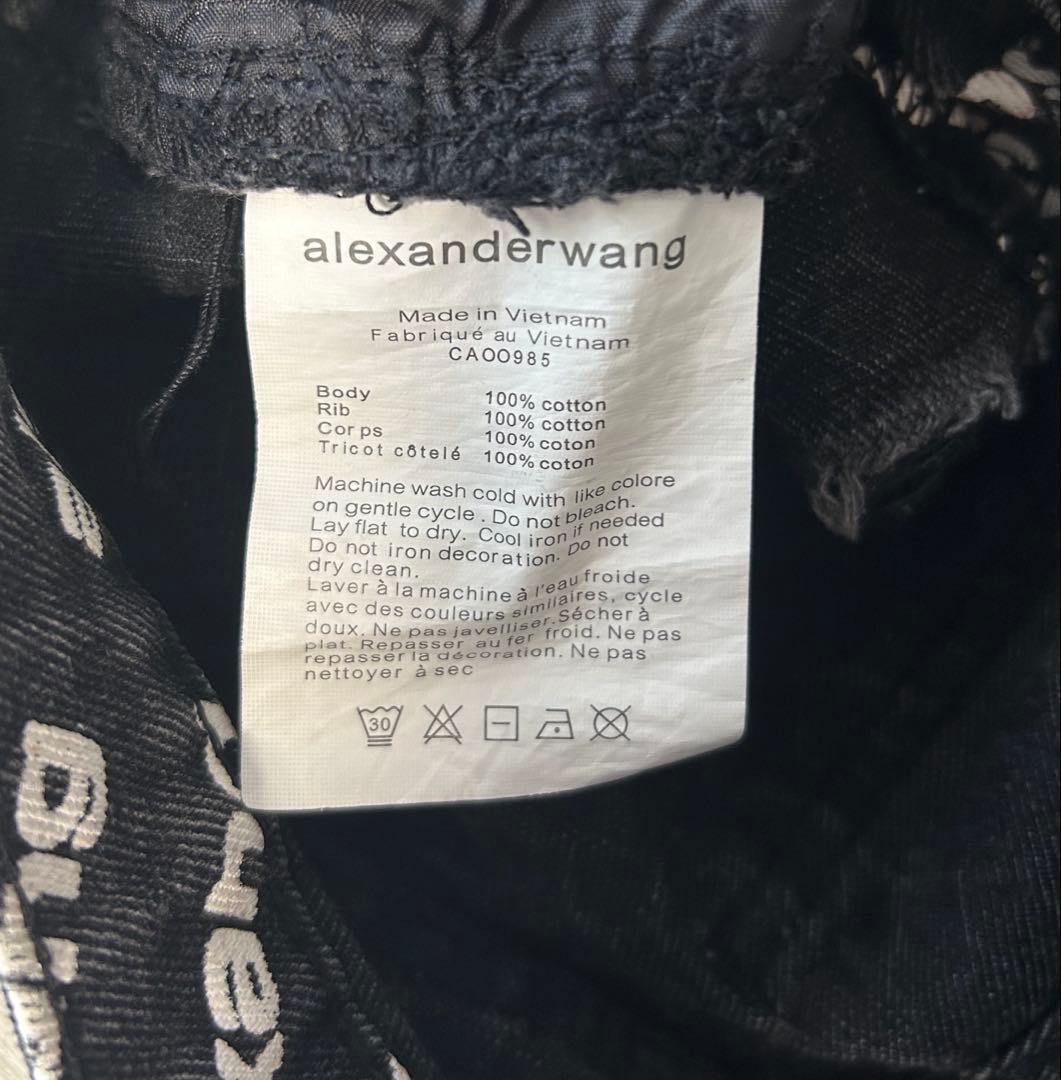 alexanderwang
Made in Vietnam
Fabriqué au Vietnam
CA00985
Body 100% cotton
Rib 100% cotton
Corps 100% coton
Tricot côtelé 100% coton
Machine wash cold with like colore
on gentle cycle . Do not bleach.
Lay flat to dry. Cool iron if needed
Do not iron decoration. Do not
dry clean.
Laver à la machine à l'eau froide
avec des couleurs similaires, cycle
doux. Ne pas javelliser. Sécher à
plat. Repasser au fer froid. Ne pas
repasser la décoration. Ne pas
nettoyer à sec
30